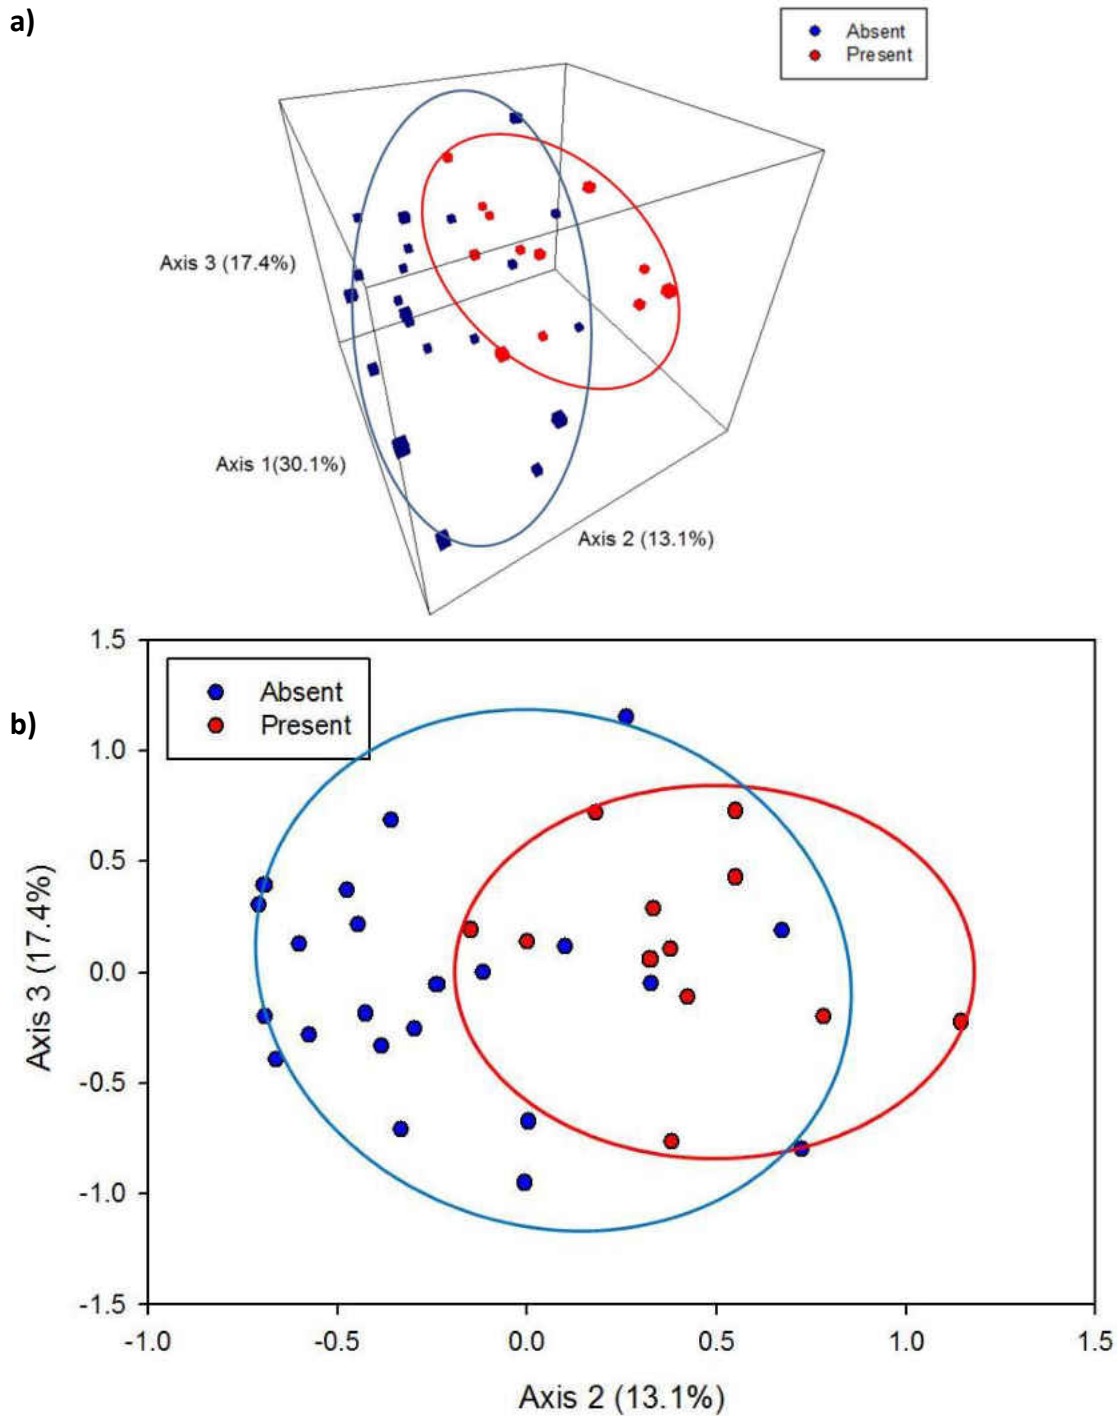 a)
Absent
Present
Axis 3 (17.4%)
Axis 1(30.1%)
Axis 2 (13.1%)
b)
Absent
Present
1.5
1.0
0.5
0.0
-0.5
-1.0
-1.5
Axis 3 (17.4%)
-1.0 -0.5 0.0 0.5 1.0 1.5
Axis 2 (13.1%)